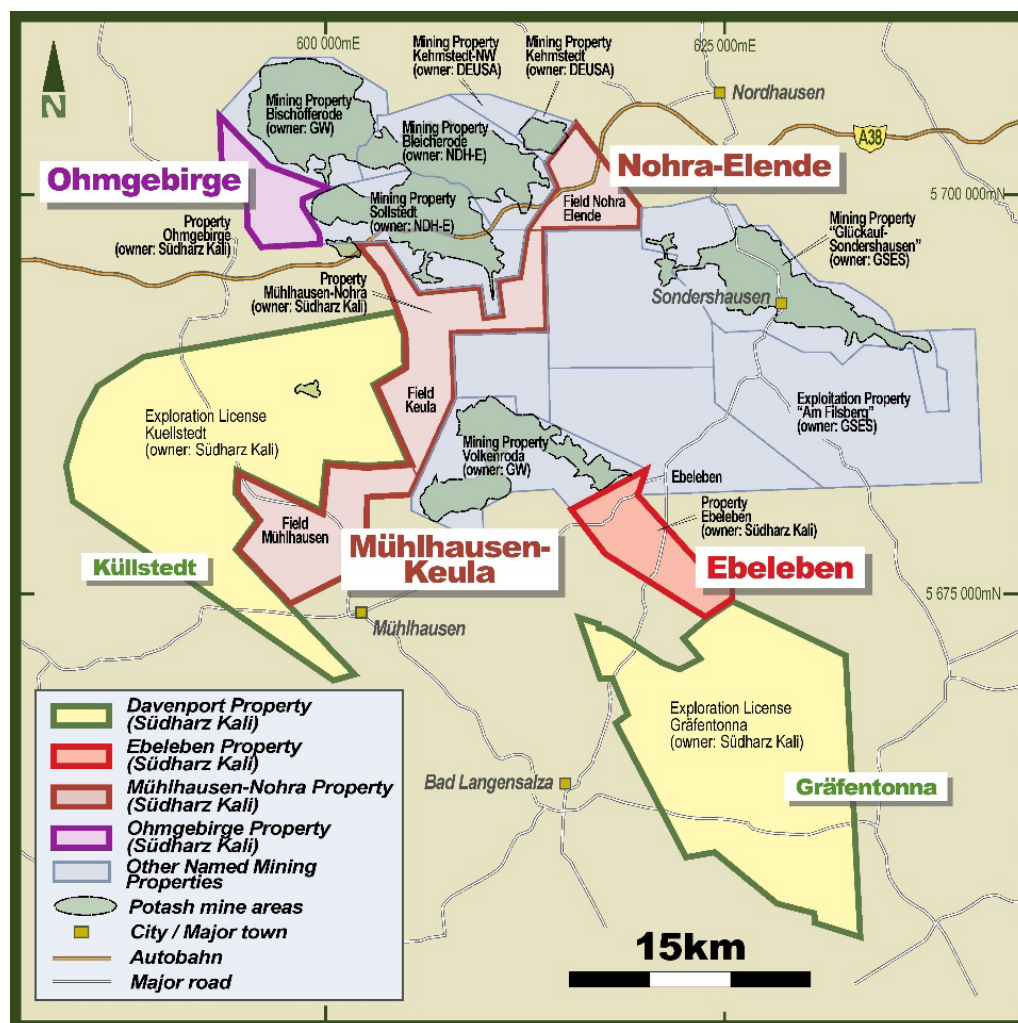 600 000mE
625 000mE
N
Mining Property
Kehmstedt-NW
(owner: DEUSA)
Mining Property
Kehmstedt
(owner: DEUSA)
Nordhausen
A38
Mining Property
Bischofferode
(owner: GW)
Mining Property
Bleicherode
(owner: NDH-E)
Ohmgebirge
Nohra-Elende
5 700 000mN
Mining Property
Sollstedt
(owner: NDH-E)
Field Nohra
Elende
Property
Ohmgebirge
(owner: Südharz Kali)
Mining Property
"Glückauf-
Sondershausen"
(owner: GSES)
Property
Mühlhausen-Nohra
(owner: Südharz Kali)
Sondershausen
Exploration License
Kuellstedt
(owner: Südharz Kali)
Field
Keula
Exploitation Property
"Am Filsberg"
(owner: GSES)
Mining Property
Volkenroda
(owner: GW)
Ebeleben
Property
Ebeleben
(owner: Südharz Kali)
Field
Mühlhausen
Mühlhausen-
Keula
Küllstedt
Ebeleben
5 675 000mN
Mühlhausen
Exploration License
Gräfentonna
(owner: Südharz Kali)
Bad Langensalza
Gräfentonna
Davenport Property
(Südharz Kali)
Ebeleben Property
(Südharz Kali)
Mühlhausen-Nohra Property
(Südharz Kali)
Ohmgebirge Property
(Südharz Kali)
Other Named Mining
Properties
Potash mine areas
City / Major town
Autobahn
Major road
15km